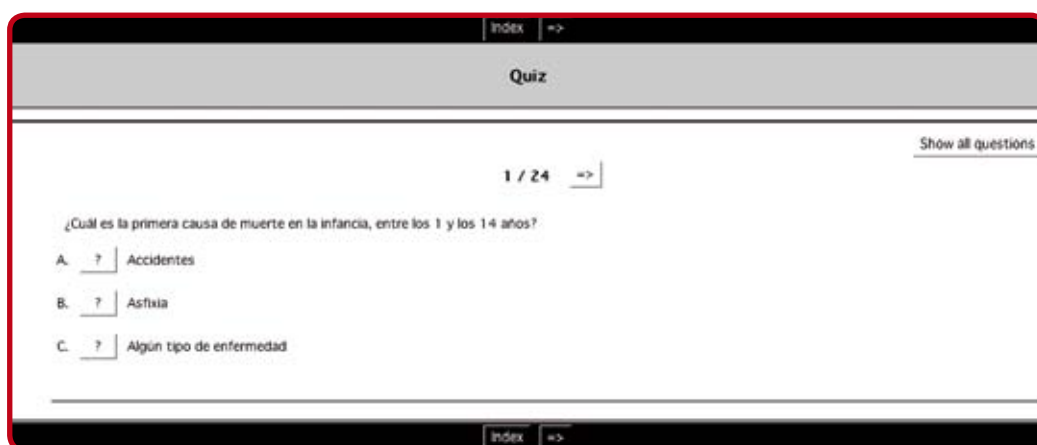 Index =>
Quiz
Show all questions
1 / 24 =>
¿Cuál es la primera causa de muerte en la infancia, entre los 1 y los 14 años?
A. ? Accidentes
B. ? Asfixia
C. ? Algún tipo de enfermedad
Index =>